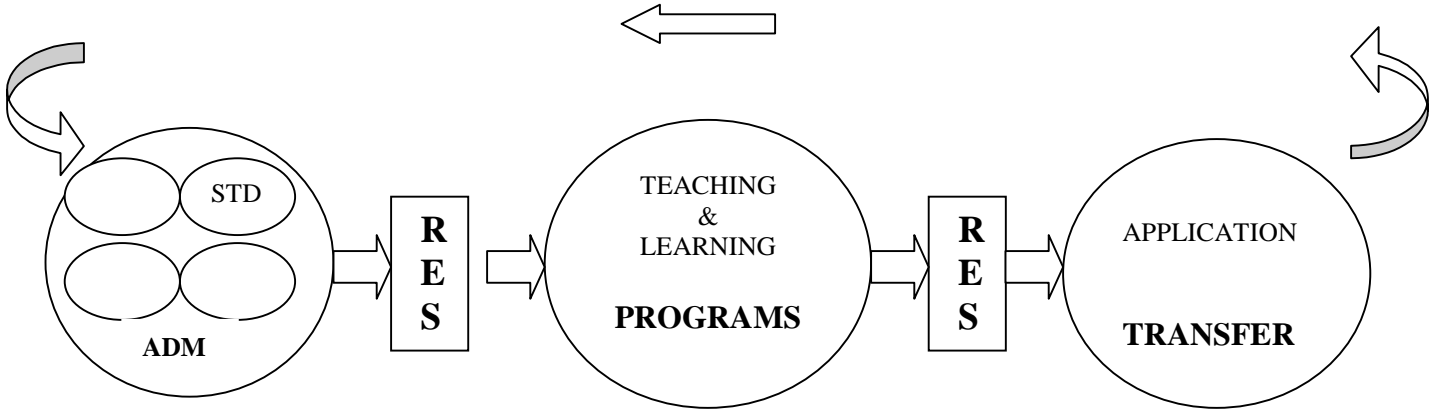 STD
ADM
R
E
S
TEACHING
&
LEARNING
PROGRAMS
R
E
S
APPLICATION
TRANSFER